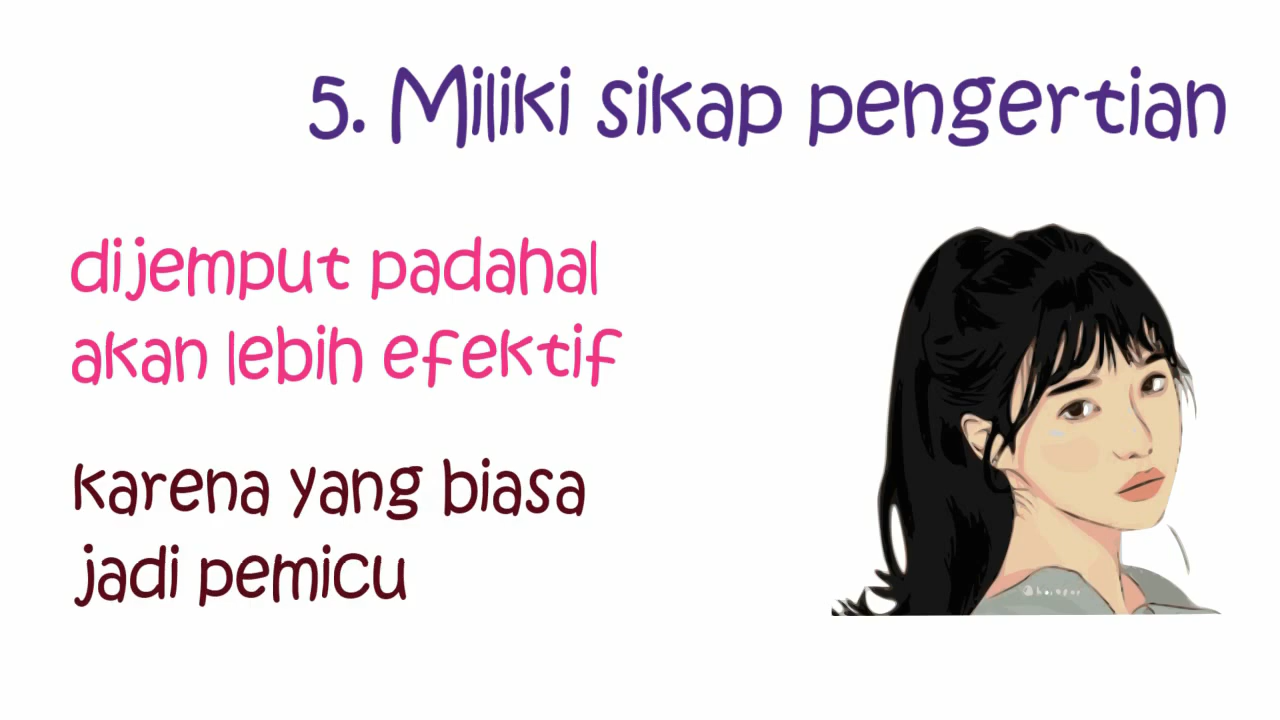 5. Miliki sikap pengertian
dijemput padahal
akan lebih efektif
karena yang biasa
jadi pemicu